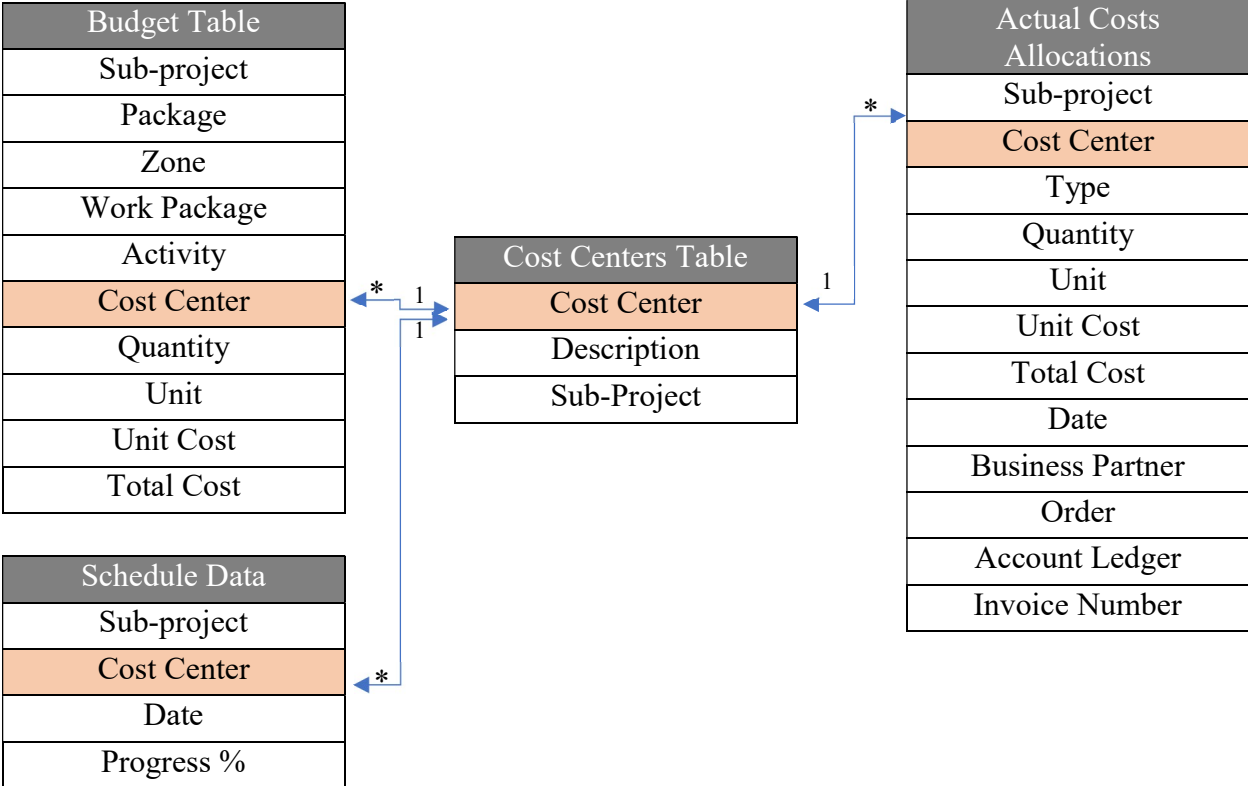 Budget Table
Sub-project
Package
Zone
Work Package
Activity
Cost Center
Quantity
Unit
Unit Cost
Total Cost
Schedule Data
Sub-project
Cost Center
Date
Progress %
* 1
1
*
Cost Centers Table
Cost Center
Description
Sub-Project
*
1
Actual Costs
Allocations
Sub-project
Cost Center
Type
Quantity
Unit
Unit Cost
Total Cost
Date
Business Partner
Order
Account Ledger
Invoice Number